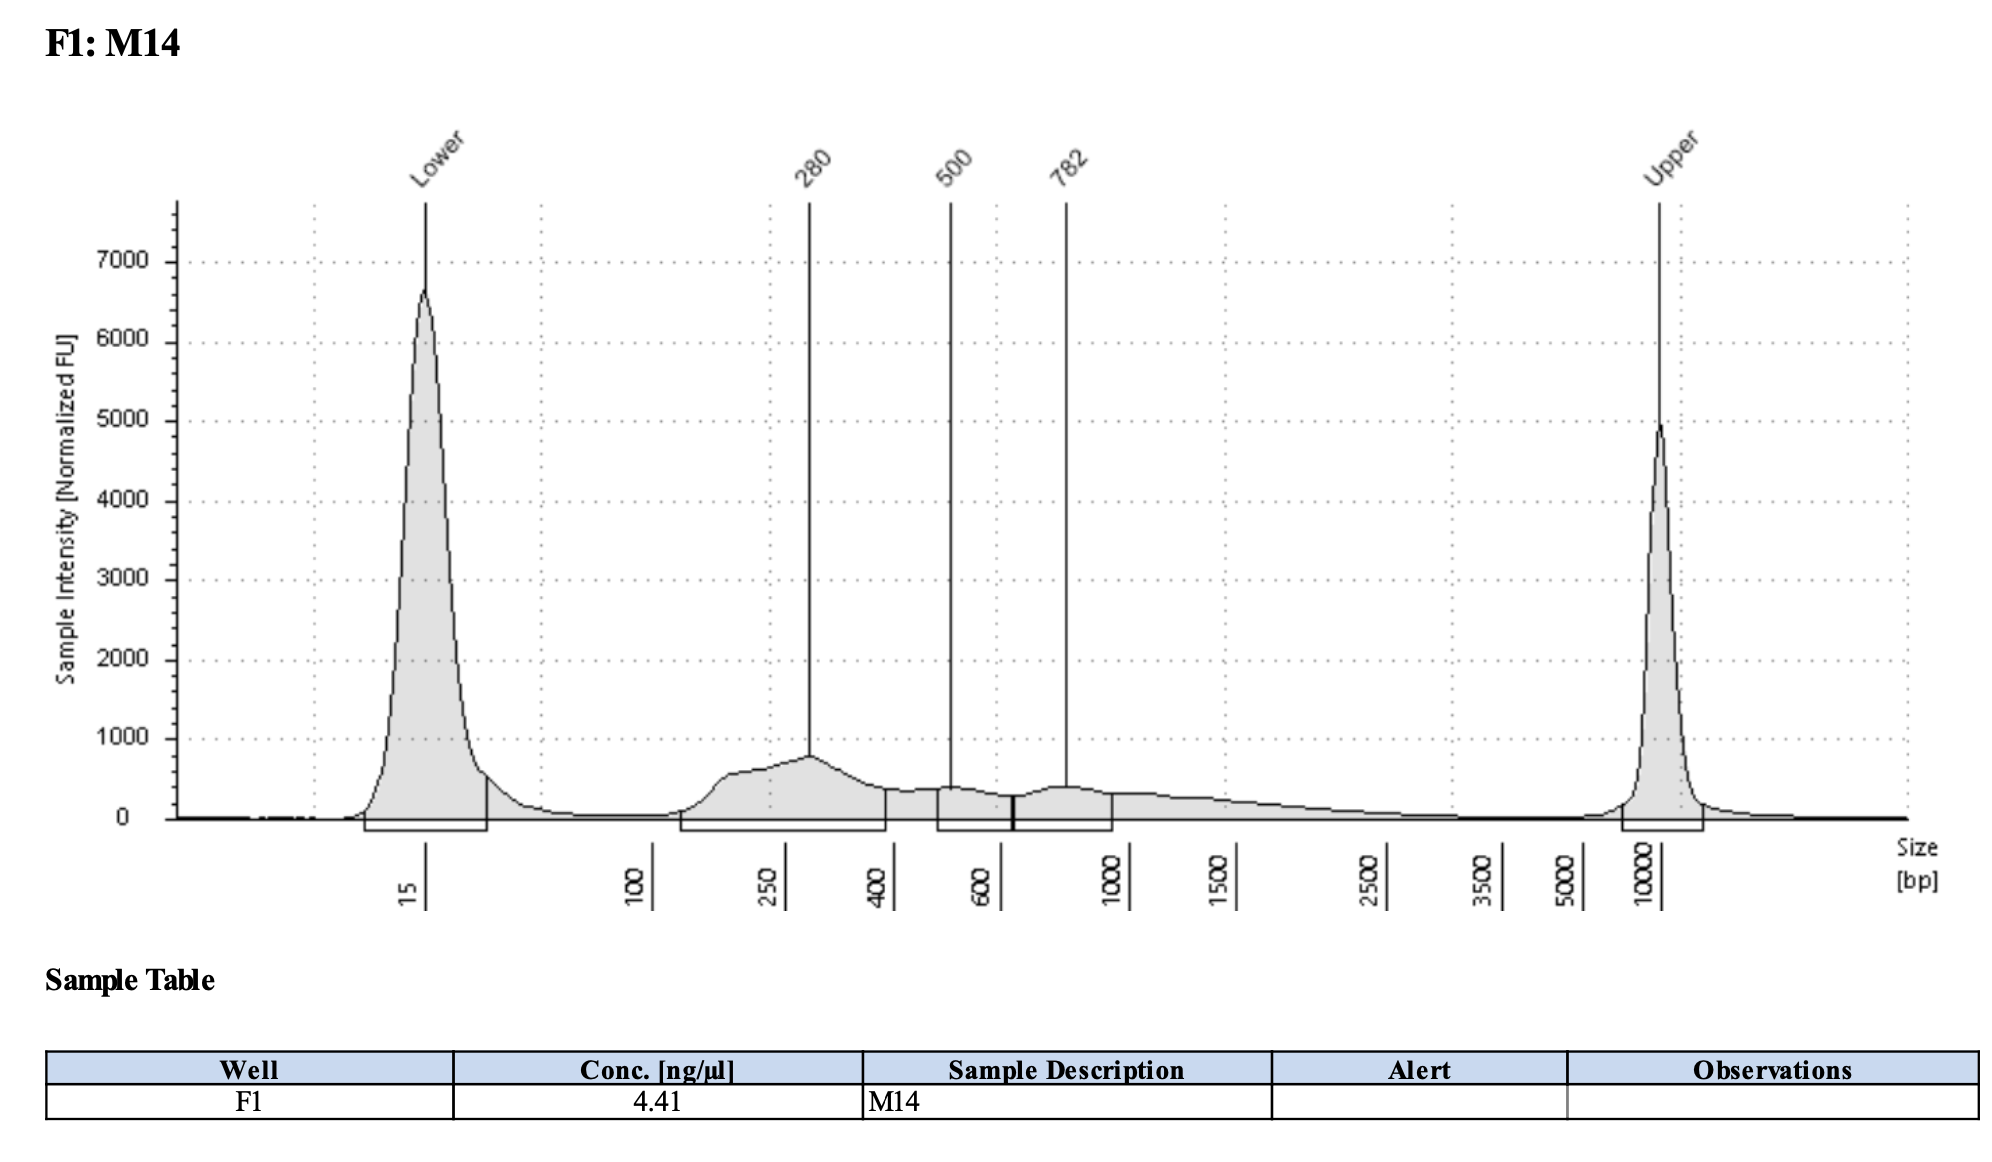 F1: M14
Lower
280
500
782
Upper
Sample Intensity [Normalized FU]
7000
6000
5000
4000
3000
2000
1000
0
15
100
250
400
600
1000
1500
2500
3500
5000
10000
Size
[bp]
Sample Table
Well Conc. [ng/µl] Sample Description Alert Observations
F1 4.41 M14